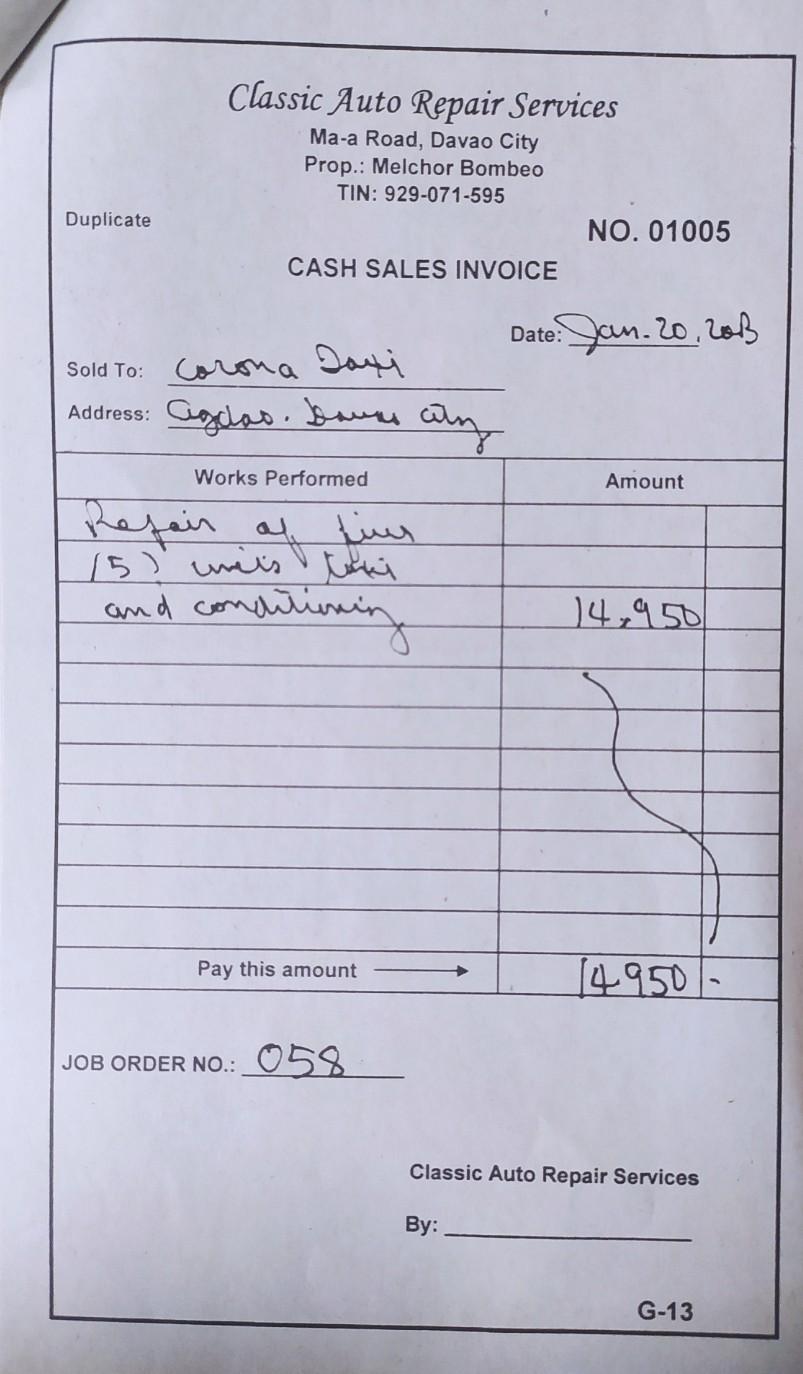 Classic Auto Repair Services
Ma-a Road, Davao City
Prop.: Melchor Bombeo
TIN: 929-071-595
Duplicate
NO. 01005
CASH SALES INVOICE
Date: Jan. 20, 2013
Sold To: Corona Taxi
Address: Agdao. Davao City
Works Performed Amount
Repair of five
(5) units taxi
and conditioning 14,950
Pay this amount 14950 -
JOB ORDER NO.: 058
Classic Auto Repair Services
By:
G-13